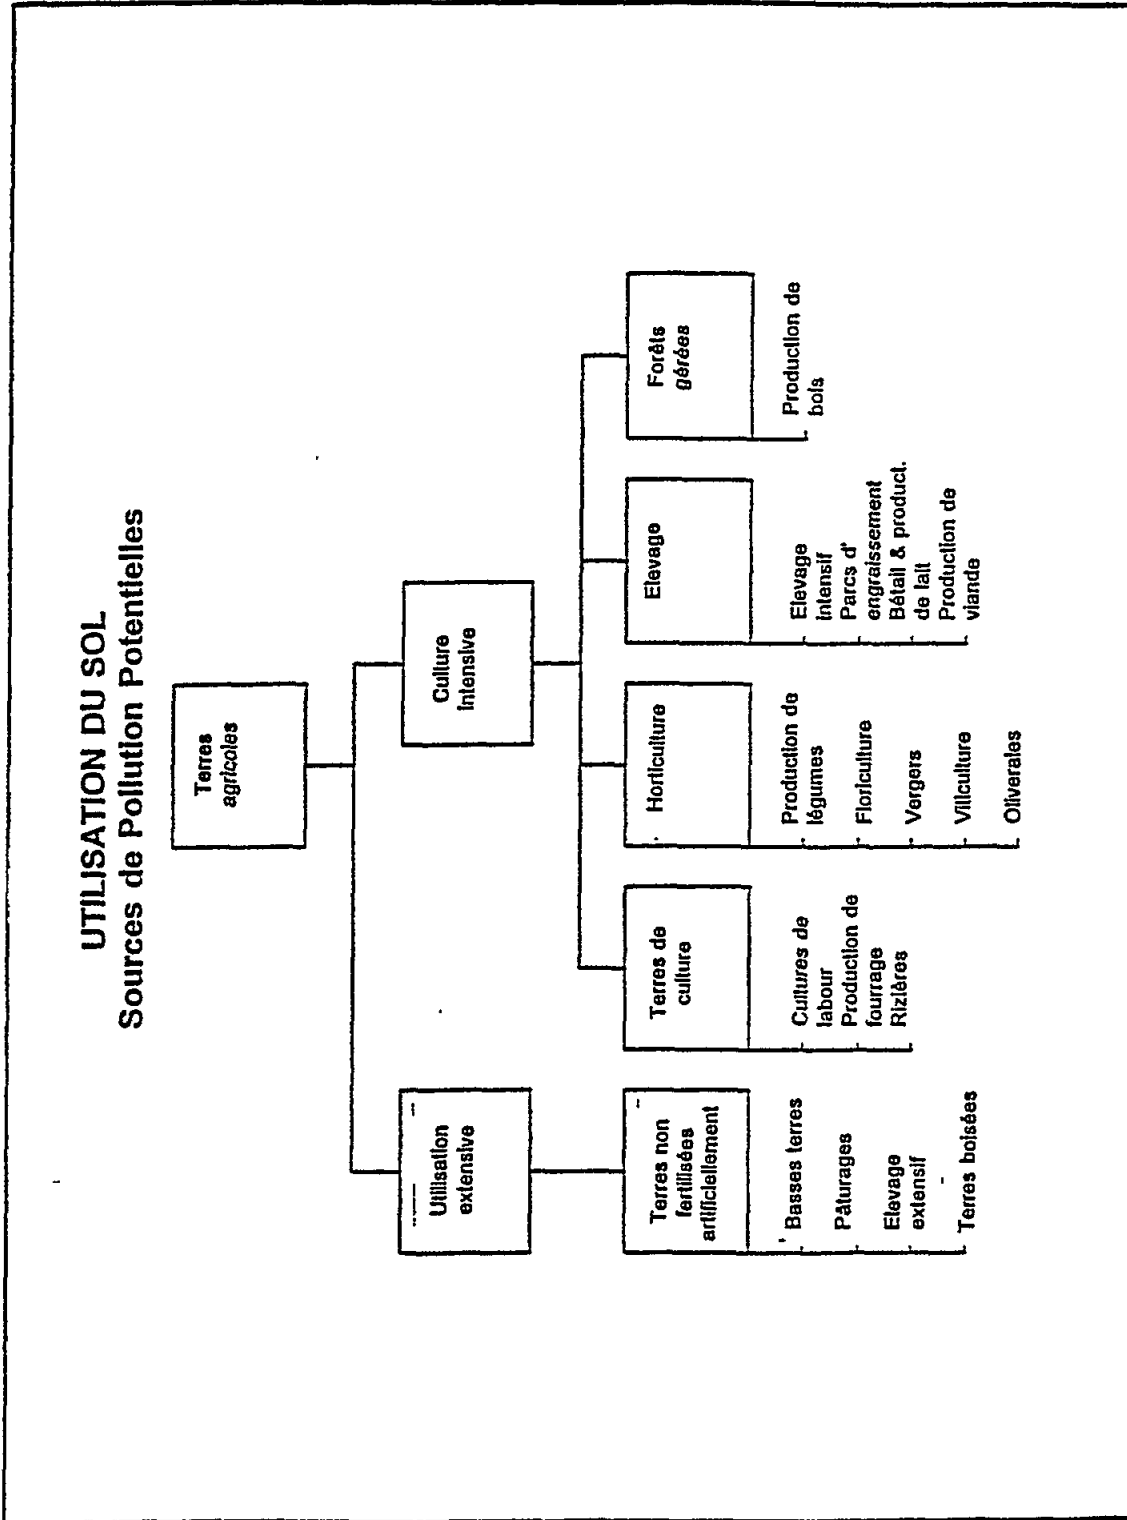 UTILISATION DU SOL
Sources de Pollution Potentielles
Terres
agricoles
Utilisation
extensive
Culture
Intensive
Terres non
fertilisées
artificiellement
Basses terres
Pâturages
Elevage
extensif
Terres boisées
Terres de
culture
Cultures de
labour
Production de
fourrage
Rizières
Horticulture
Production de
légumes
Floriculture
Vergers
Viticulture
Oliverales
Elevage
Elevage
intensif
Parcs d'
engraissement
Bétail & product.
de lait
Production de
viande
Forêts
gérées
Production de
bois